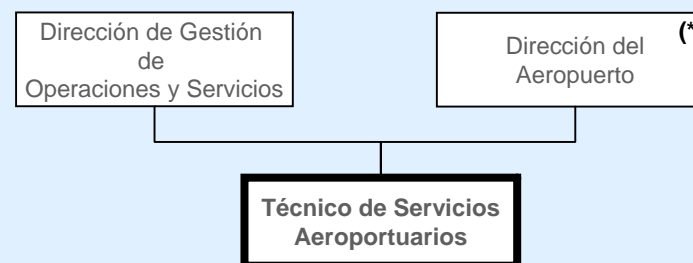 Dirección de Gestión
de
Operaciones y Servicios
Dirección del
Aeropuerto
(*
Técnico de Servicios
Aeroportuarios